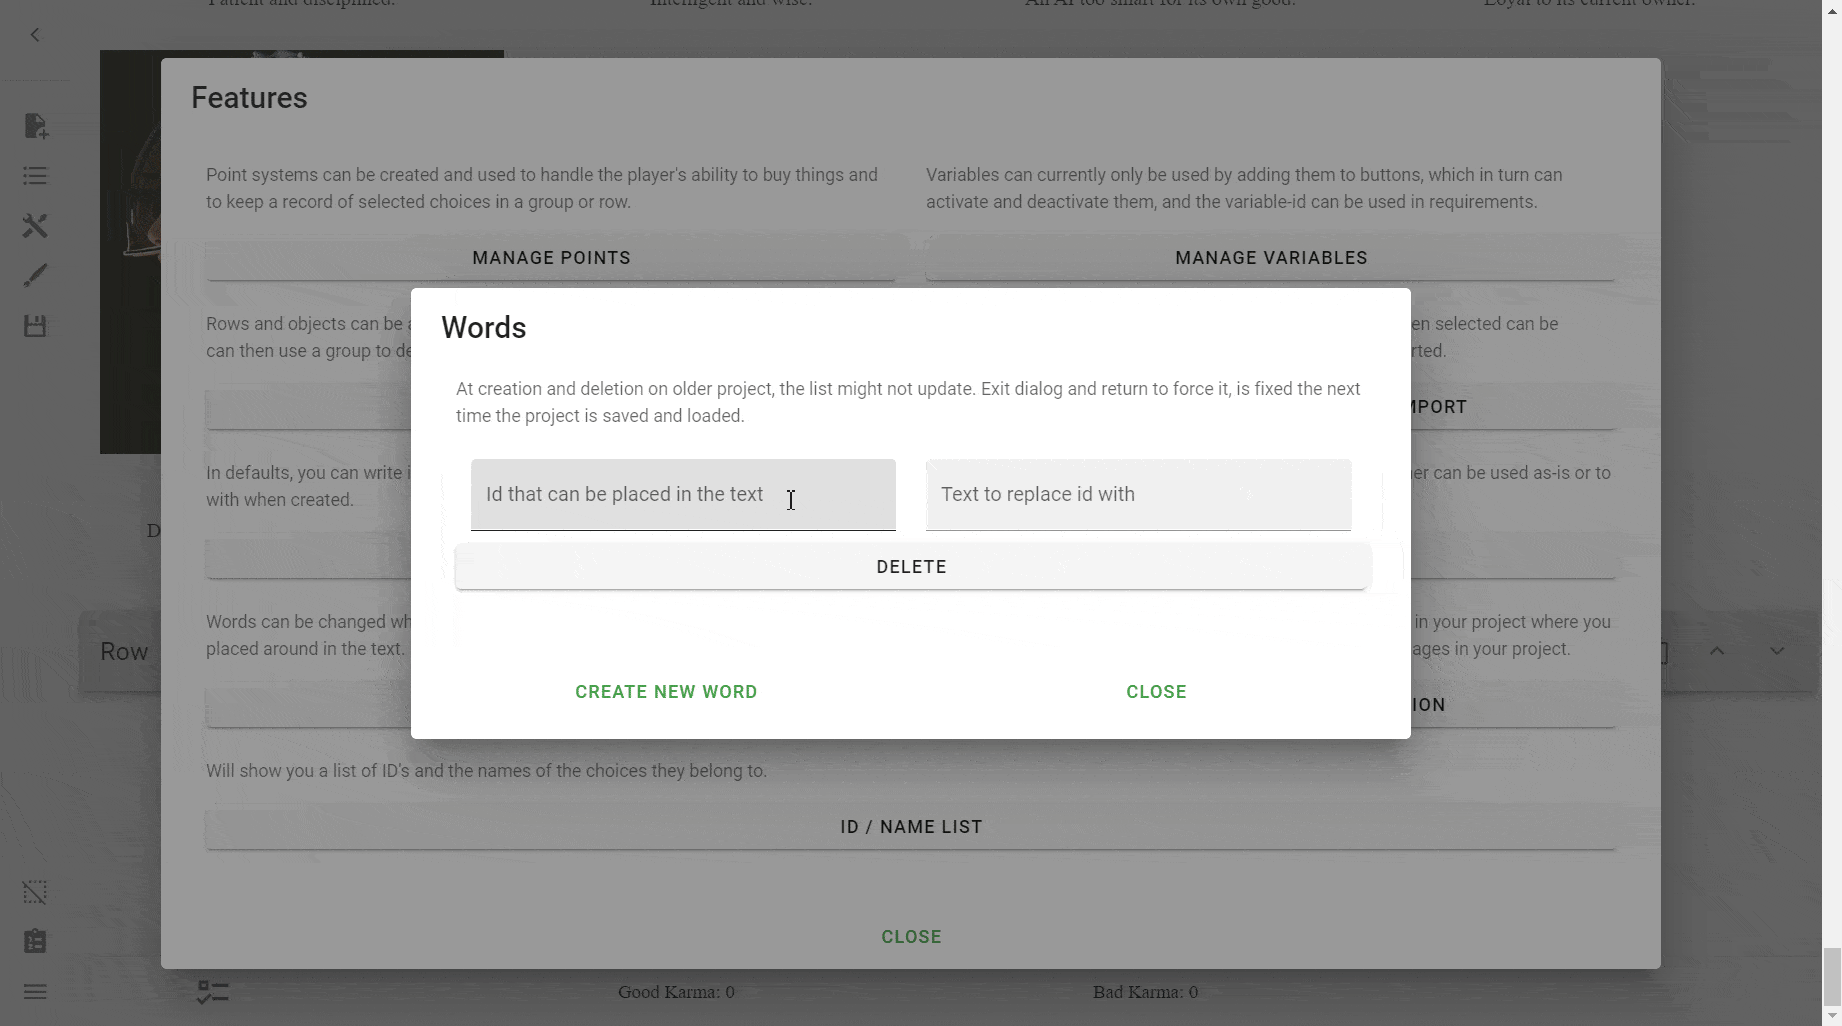 Patient and disciplined. Intelligent and wise. An AI too smart for its own good. Loyal to its current owner.
Features
Point systems can be created and used to handle the player's ability to buy things and
to keep a record of selected choices in a group or row.
Variables can currently only be used by adding them to buttons, which in turn can
activate and deactivate them, and the variable-id can be used in requirements.
MANAGE POINTS
MANAGE VARIABLES
Rows and objects can be
can then use a group to
en selected can be
rted.
MPORT
Words
At creation and deletion on older project, the list might not update. Exit dialog and return to force it, is fixed the next
time the project is saved and loaded.
In defaults, you can write
with when created.
er can be used as-is or to
Id that can be placed in the text
Text to replace id with
D
DELETE
Words can be changed
placed around in the text.
in your project where you
ages in your project.
Row
CREATE NEW WORD
CLOSE
ION
Will show you a list of ID's and the names of the choices they belong to.
ID / NAME LIST
CLOSE
Good Karma: 0
Bad Karma: 0